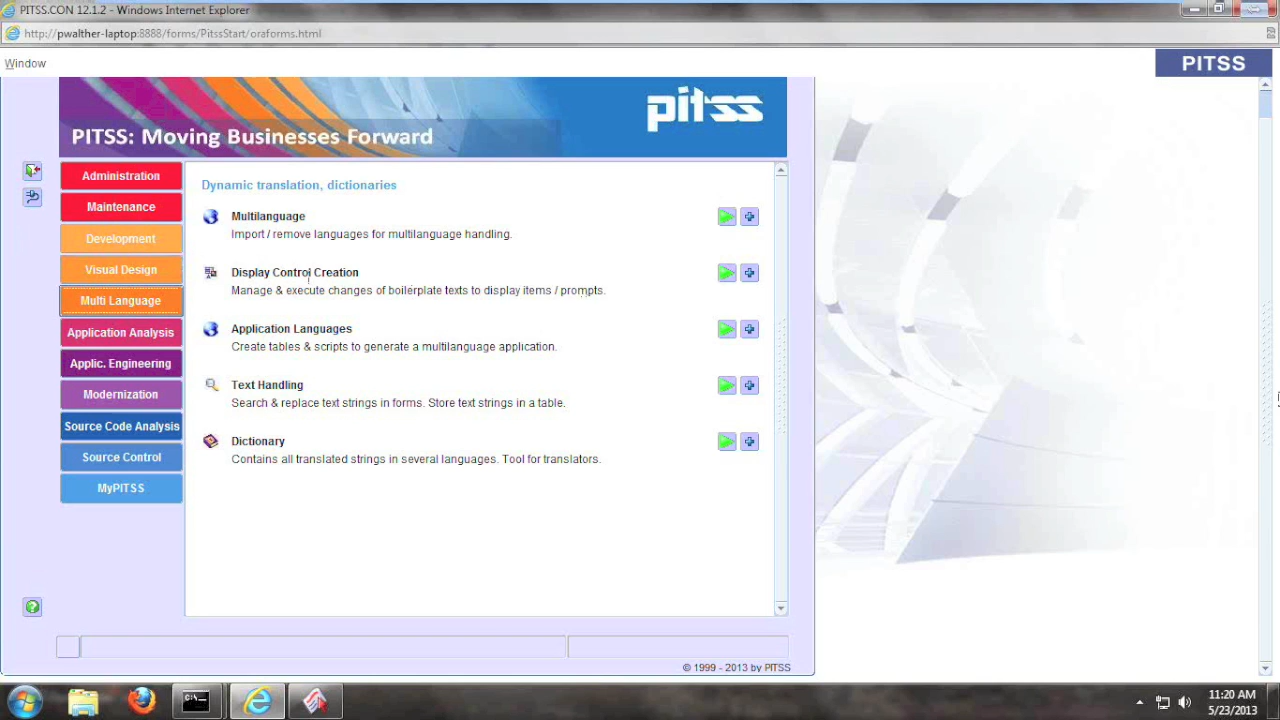 PITSS.CON 12.1.2 - Windows Internet Explorer
http://pwalther-laptop:8888/forms/PitssStart/oraforms.html
Window
PITSS
pitss
PITSS: Moving Businesses Forward
Administration
Maintenance
Development
Visual Design
Multi Language
Application Analysis
Applic. Engineering
Modernization
Source Code Analysis
Source Control
MyPITSS
Dynamic translation, dictionaries
Multilanguage
Import / remove languages for multilanguage handling.
Display Control Creation
Manage & execute changes of boilerplate texts to display items / prompts.
Application Languages
Create tables & scripts to generate a multilanguage application.
Text Handling
Search & replace text strings in forms. Store text strings in a table.
Dictionary
Contains all translated strings in several languages. Tool for translators.
© 1999 - 2013 by PITSS
C:\
11:20 AM
5/23/2013